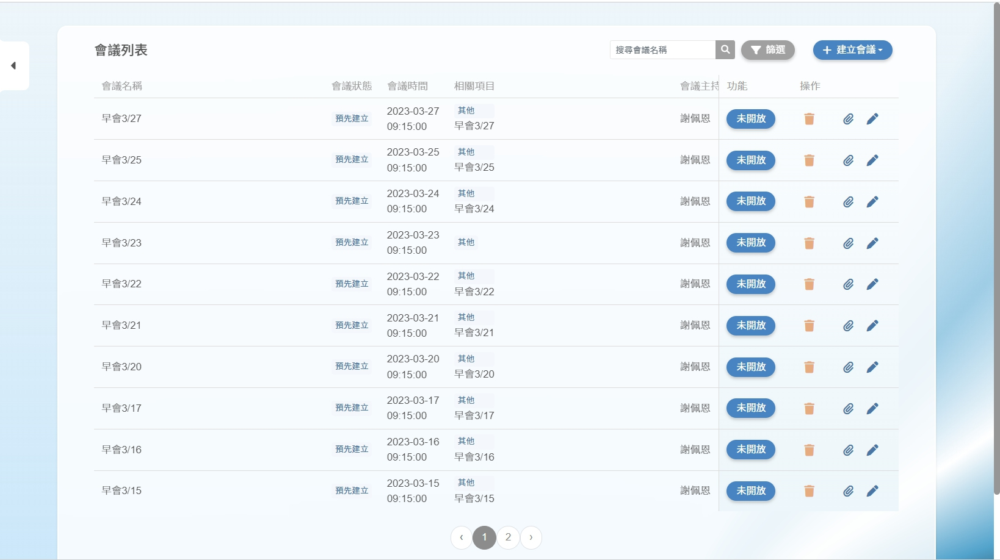 會議列表
搜尋會議名稱
篩選
建立會議
會議名稱 會議狀態 會議時間 相關項目 會議主持 功能 操作
早會3/27 預先建立 2023-03-27 09:15:00 其他 早會3/27 謝佩恩 未開放
早會3/25 預先建立 2023-03-25 09:15:00 其他 早會3/25 謝佩恩 未開放
早會3/24 預先建立 2023-03-24 09:15:00 其他 早會3/24 謝佩恩 未開放
早會3/23 預先建立 2023-03-23 09:15:00 其他 謝佩恩 未開放
早會3/22 預先建立 2023-03-22 09:15:00 其他 早會3/22 謝佩恩 未開放
早會3/21 預先建立 2023-03-21 09:15:00 其他 早會3/21 謝佩恩 未開放
早會3/20 預先建立 2023-03-20 09:15:00 其他 早會3/20 謝佩恩 未開放
早會3/17 預先建立 2023-03-17 09:15:00 其他 早會3/17 謝佩恩 未開放
早會3/16 預先建立 2023-03-16 09:15:00 其他 早會3/16 謝佩恩 未開放
早會3/15 預先建立 2023-03-15 09:15:00 其他 早會3/15 謝佩恩 未開放
‹ 1 2 ›